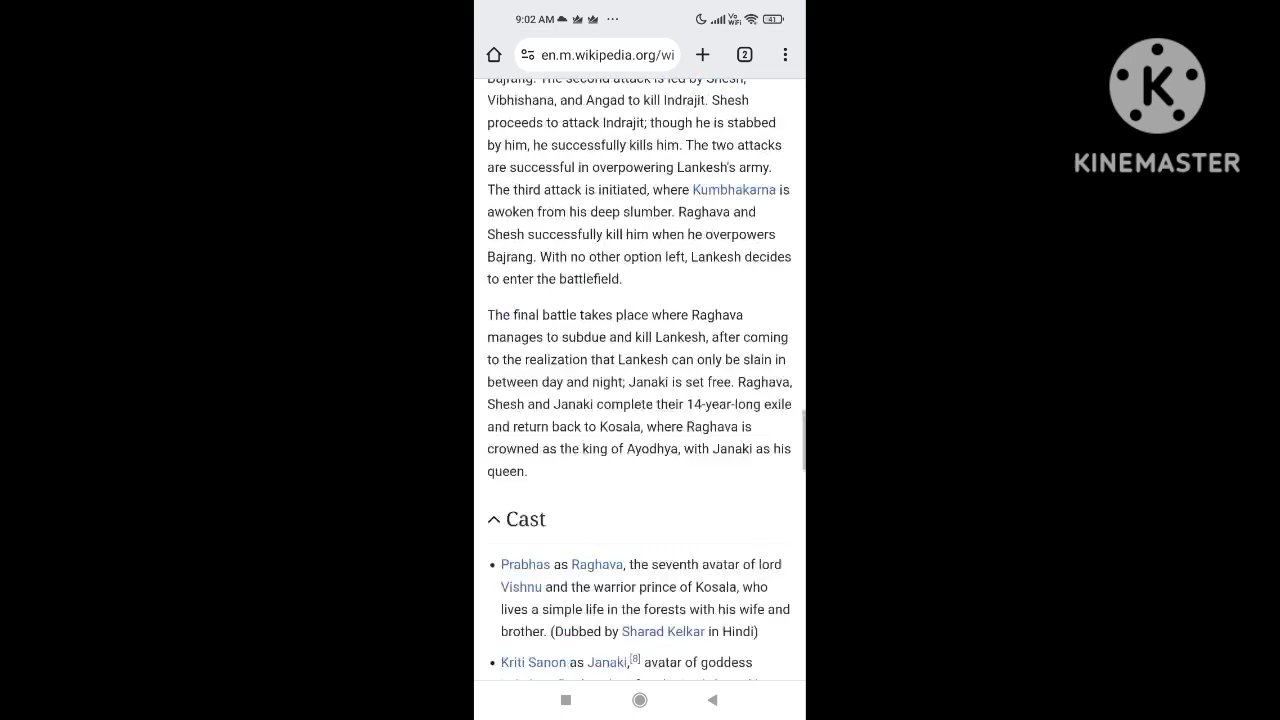 9:02 AM ...
Vo WiFi 41
en.m.wikipedia.org/wi
2
K
KINEMASTER
Bajrang. The second attack is led by Shesh,
Vibhishana, and Angad to kill Indrajit. Shesh
proceeds to attack Indrajit; though he is stabbed
by him, he successfully kills him. The two attacks
are successful in overpowering Lankesh's army.
The third attack is initiated, where Kumbhakarna is
awoken from his deep slumber. Raghava and
Shesh successfully kill him when he overpowers
Bajrang. With no other option left, Lankesh decides
to enter the battlefield.
The final battle takes place where Raghava
manages to subdue and kill Lankesh, after coming
to the realization that Lankesh can only be slain in
between day and night; Janaki is set free. Raghava,
Shesh and Janaki complete their 14-year-long exile
and return back to Kosala, where Raghava is
crowned as the king of Ayodhya, with Janaki as his
queen.
Cast
• Prabhas as Raghava, the seventh avatar of lord
Vishnu and the warrior prince of Kosala, who
lives a simple life in the forests with his wife and
brother. (Dubbed by Sharad Kelkar in Hindi)
• Kriti Sanon as Janaki,[8] avatar of goddess